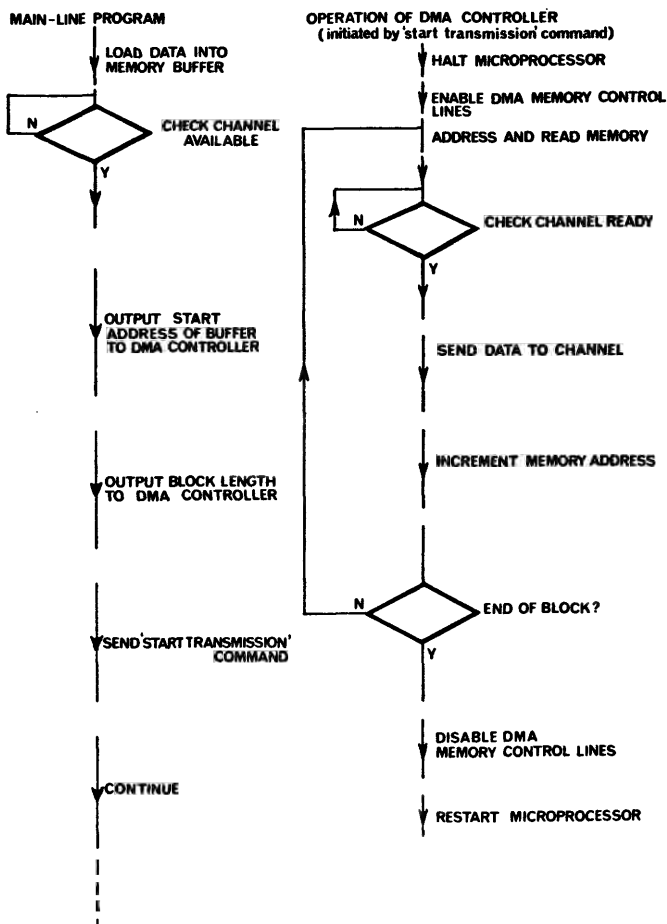 MAIN-LINE PROGRAM
LOAD DATA INTO
MEMORY BUFFER
N
CHECK CHANNEL
AVAILABLE
Y
OUTPUT START
ADDRESS OF BUFFER
TO DMA CONTROLLER
OUTPUT BLOCK LENGTH
TO DMA CONTROLLER
SEND 'START TRANSMISSION'
COMMAND
CONTINUE
OPERATION OF DMA CONTROLLER
(initiated by 'start transmission' command)
HALT MICROPROCESSOR
ENABLE DMA MEMORY CONTROL
LINES
ADDRESS AND READ MEMORY
N
CHECK CHANNEL READY
Y
SEND DATA TO CHANNEL
INCREMENT MEMORY ADDRESS
N
END OF BLOCK?
Y
DISABLE DMA
MEMORY CONTROL LINES
RESTART MICROPROCESSOR